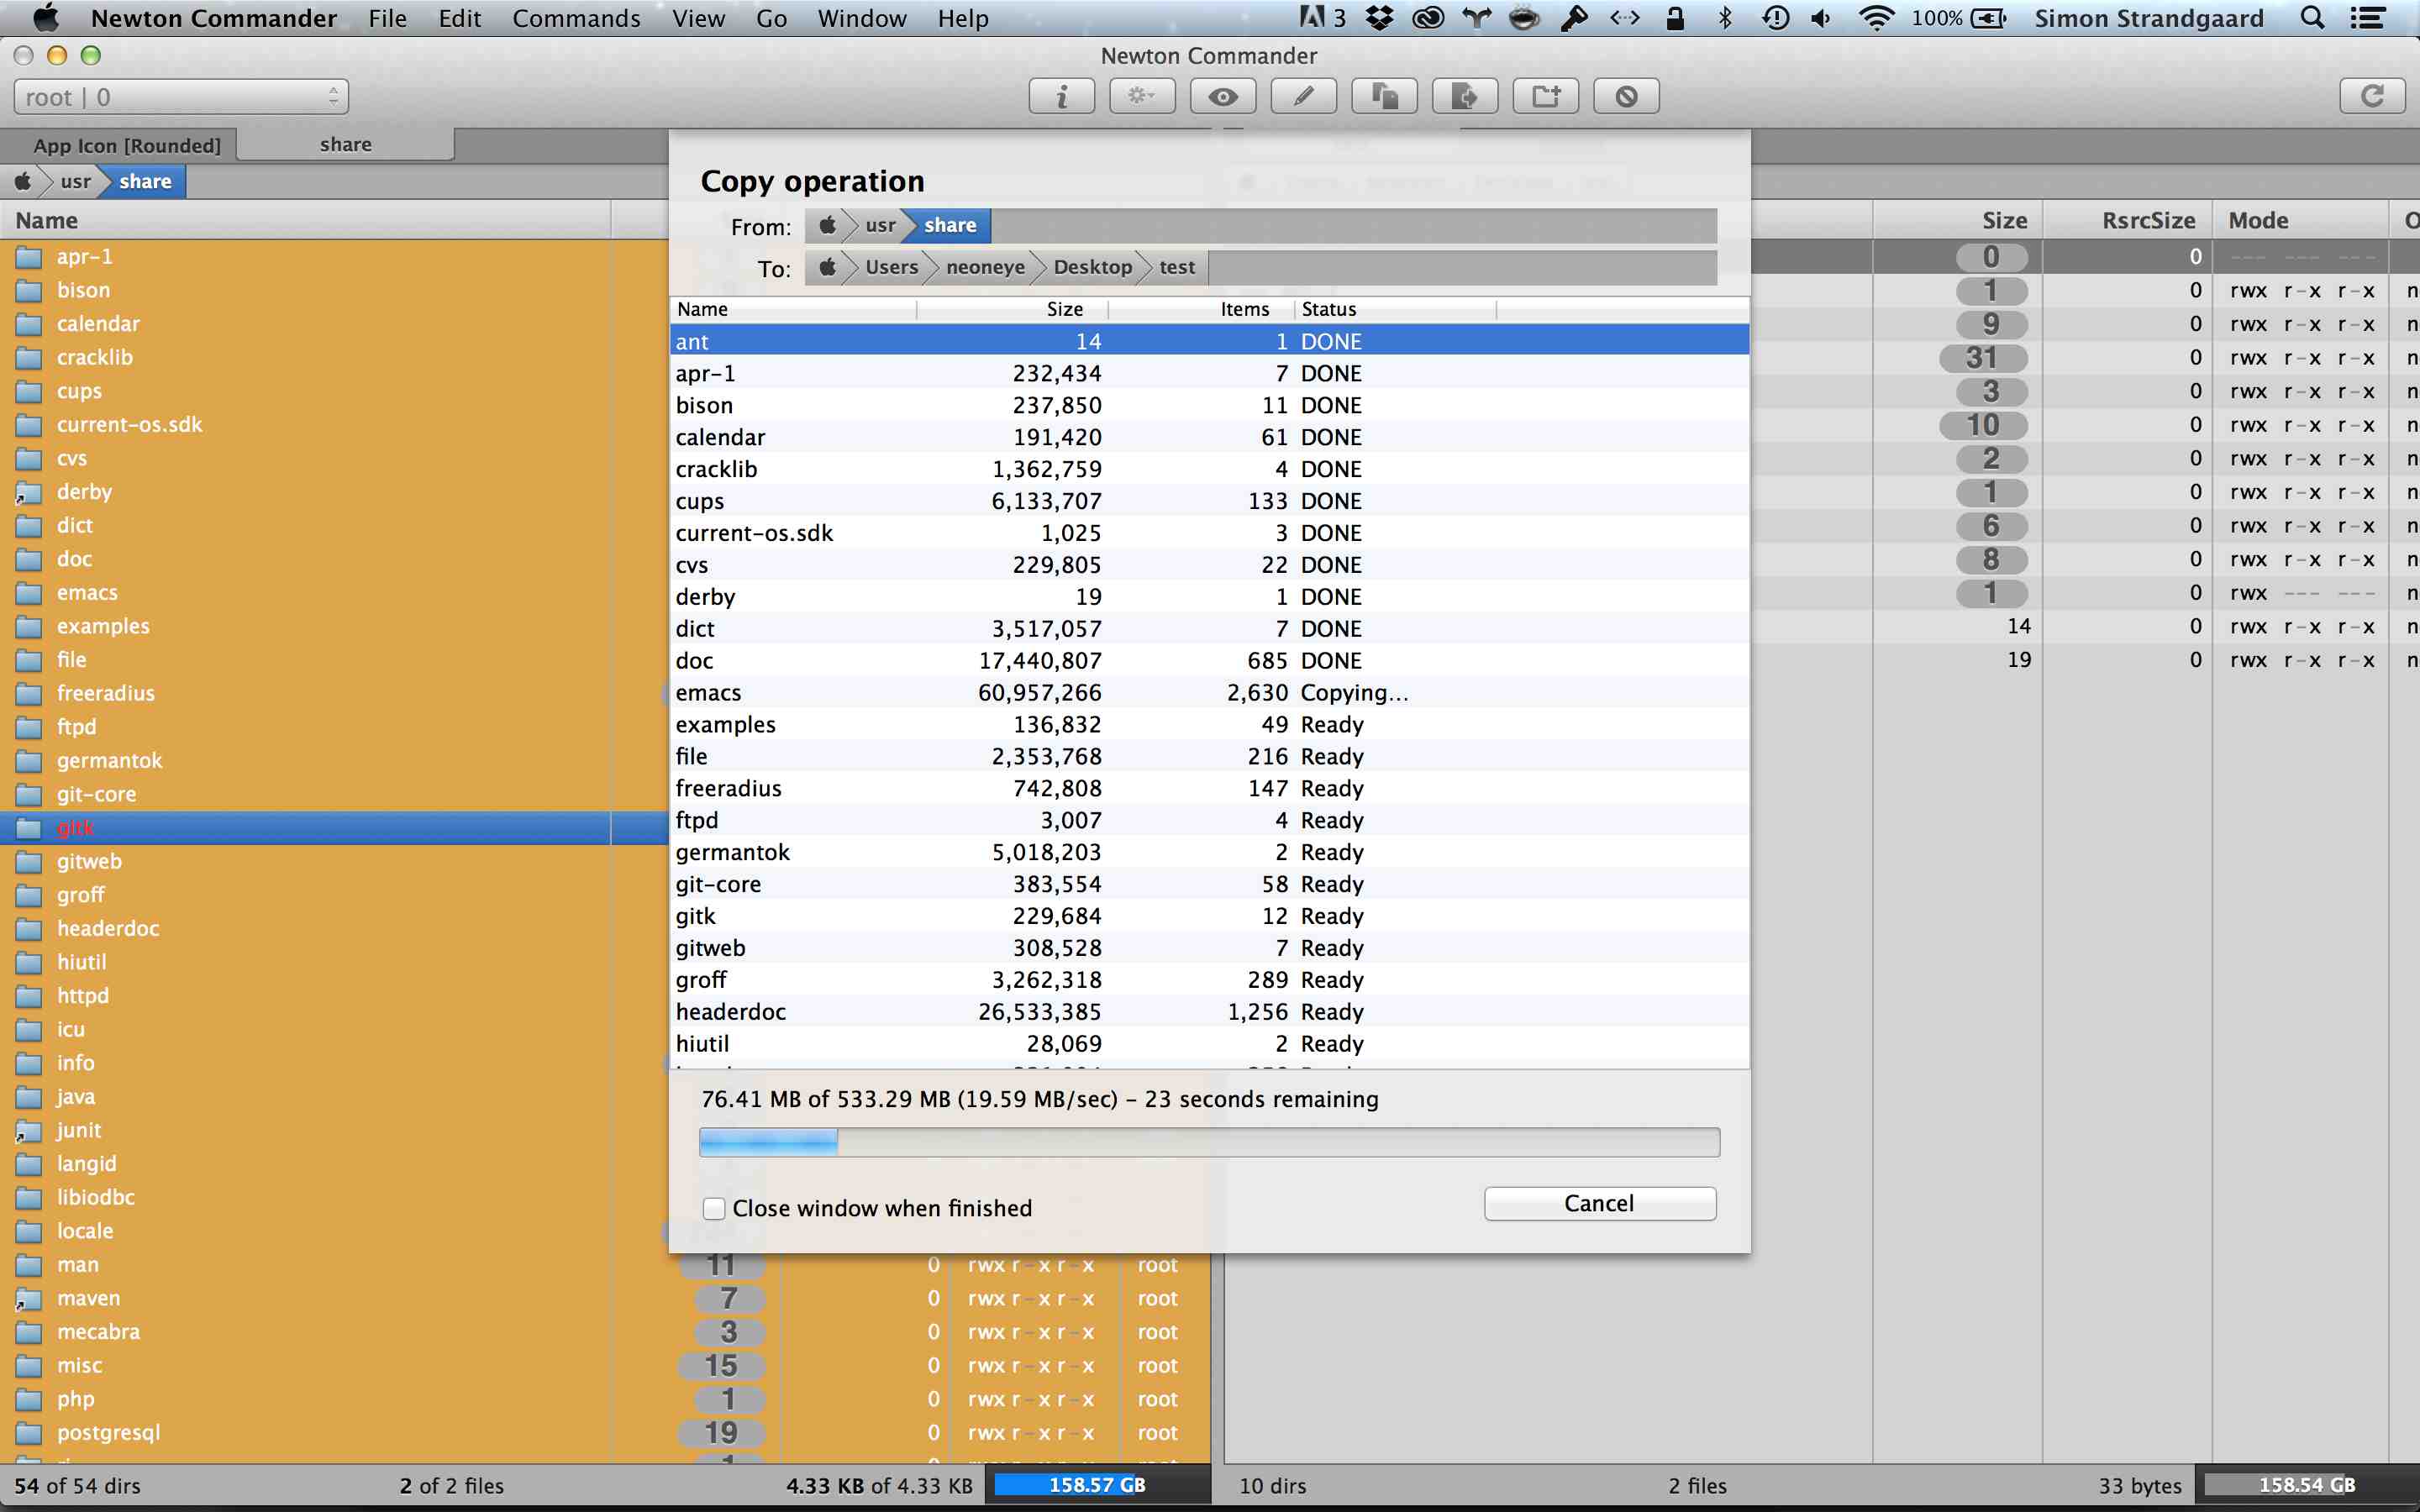 Newton Commander File Edit Commands View Go Window Help 3 100% Simon Strandgaard
Newton Commander
root | 0
App Icon [Rounded] share
usr share
Name
apr-1
bison
calendar
cracklib
cups
current-os.sdk
cvs
derby
dict
doc
emacs
examples
file
freeradius
ftpd
germantok
git-core
gitk
gitweb
groff
headerdoc
hiutil
httpd
icu
info
java
junit
langid
libiodbc
locale
man 11 0 rwx r-x r-x root
maven 7 0 rwx r-x r-x root
mecabra 3 0 rwx r-x r-x root
misc 15 0 rwx r-x r-x root
php 1 0 rwx r-x r-x root
postgresql 19 0 rwx r-x r-x root
54 of 54 dirs 2 of 2 files 4.33 KB of 4.33 KB 158.57 GB
Copy operation
From: usr share
To: Users neoneye Desktop test
Name Size Items Status
ant 14 1 DONE
apr-1 232,434 7 DONE
bison 237,850 11 DONE
calendar 191,420 61 DONE
cracklib 1,362,759 4 DONE
cups 6,133,707 133 DONE
current-os.sdk 1,025 3 DONE
cvs 229,805 22 DONE
derby 19 1 DONE
dict 3,517,057 7 DONE
doc 17,440,807 685 DONE
emacs 60,957,266 2,630 Copying...
examples 136,832 49 Ready
file 2,353,768 216 Ready
freeradius 742,808 147 Ready
ftpd 3,007 4 Ready
germantok 5,018,203 2 Ready
git-core 383,554 58 Ready
gitk 229,684 12 Ready
gitweb 308,528 7 Ready
groff 3,262,318 289 Ready
headerdoc 26,533,385 1,256 Ready
hiutil 28,069 2 Ready
76.41 MB of 533.29 MB (19.59 MB/sec) – 23 seconds remaining
Close window when finished
Cancel
Size RsrcSize Mode
0 0 --- --- ---
1 0 rwx r-x r-x
9 0 rwx r-x r-x
31 0 rwx r-x r-x
3 0 rwx r-x r-x
10 0 rwx r-x r-x
2 0 rwx r-x r-x
1 0 rwx r-x r-x
6 0 rwx r-x r-x
8 0 rwx r-x r-x
1 0 rwx --- ---
14 0 rwx r-x r-x
19 0 rwx r-x r-x
10 dirs 2 files 33 bytes 158.54 GB